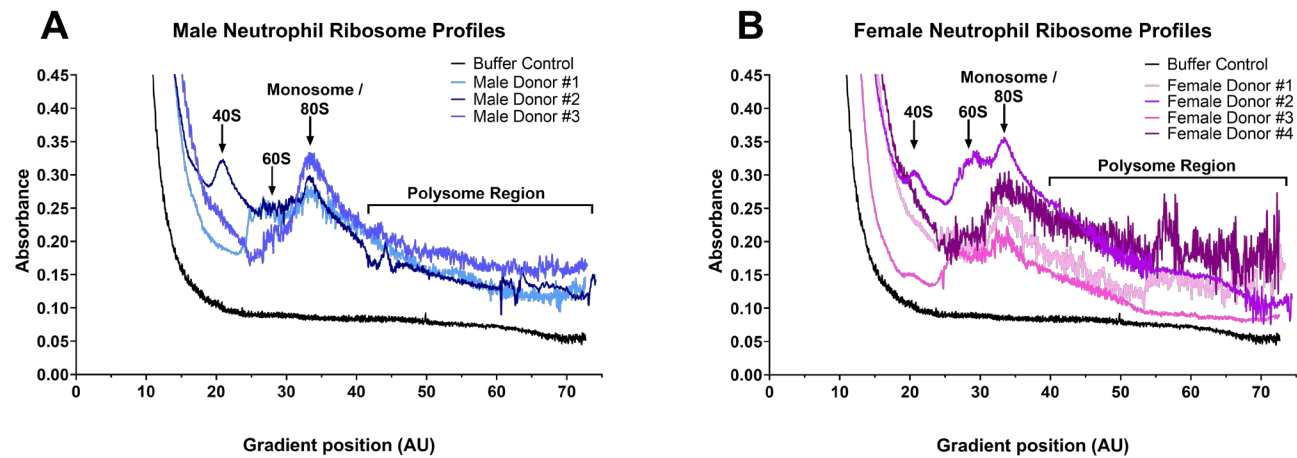 A
Male Neutrophil Ribosome Profiles
Buffer Control
Male Donor #1
Male Donor #2
Male Donor #3
Monosome /
80S
40S
60S
Polysome Region
Absorbance
0.45
0.40
0.35
0.30
0.25
0.20
0.15
0.10
0.05
0.00
0 10 20 30 40 50 60 70
Gradient position (AU)
B
Female Neutrophil Ribosome Profiles
Buffer Control
Female Donor #1
Female Donor #2
Female Donor #3
Female Donor #4
Monosome /
40S 60S 80S
Polysome Region
Absorbance
0.45
0.40
0.35
0.30
0.25
0.20
0.15
0.10
0.05
0.00
0 10 20 30 40 50 60 70
Gradient position (AU)